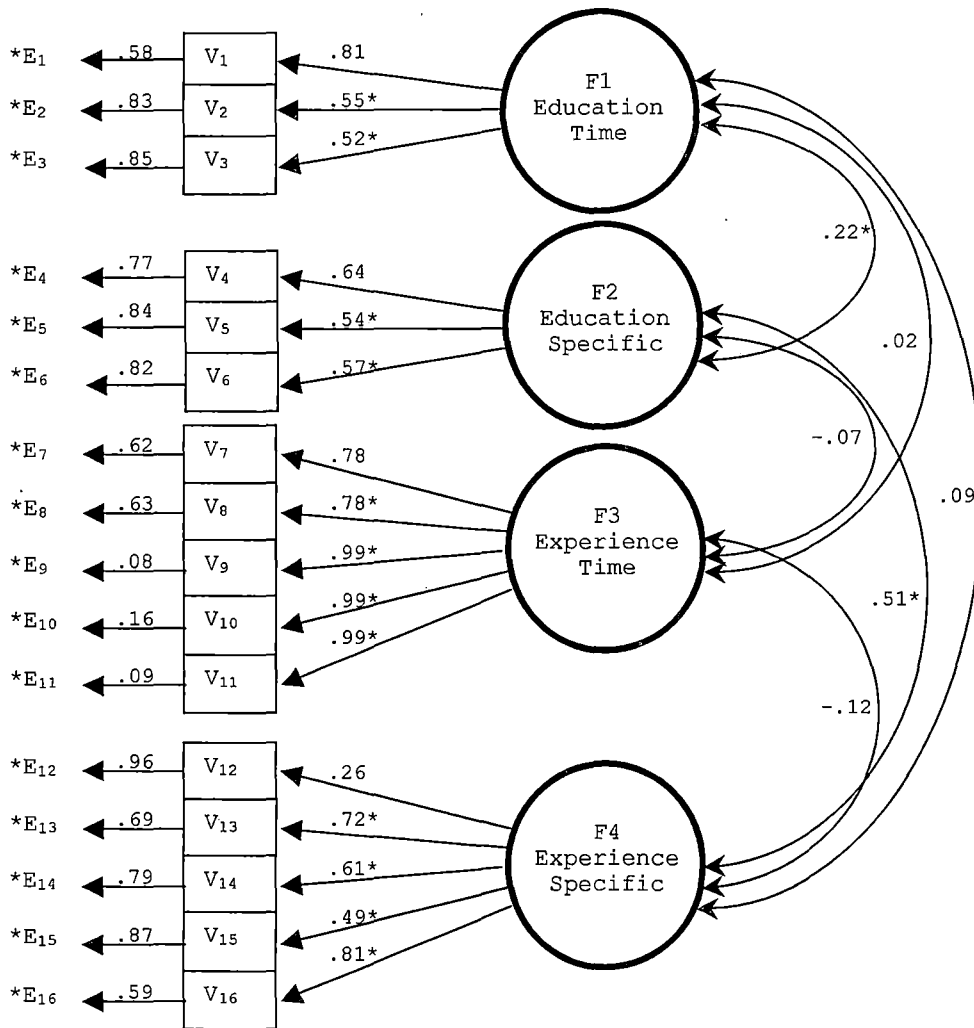 *E₁ .58 V₁ .81
*E₂ .83 V₂ .55*
*E₃ .85 V₃ .52*
F1
Education
Time
.22*
*E₄ .77 V₄ .64
*E₅ .84 V₅ .54*
*E₆ .82 V₆ .57*
F2
Education
Specific
.02
-.07
.09
*E₇ .62 V₇ .78
*E₈ .63 V₈ .78*
*E₉ .08 V₉ .99*
*E₁₀ .16 V₁₀ .99*
*E₁₁ .09 V₁₁ .99*
F3
Experience
Time
.51*
-.12
*E₁₂ .96 V₁₂ .26
*E₁₃ .69 V₁₃ .72*
*E₁₄ .79 V₁₄ .61*
*E₁₅ .87 V₁₅ .49*
*E₁₆ .59 V₁₆ .81*
F4
Experience
Specific